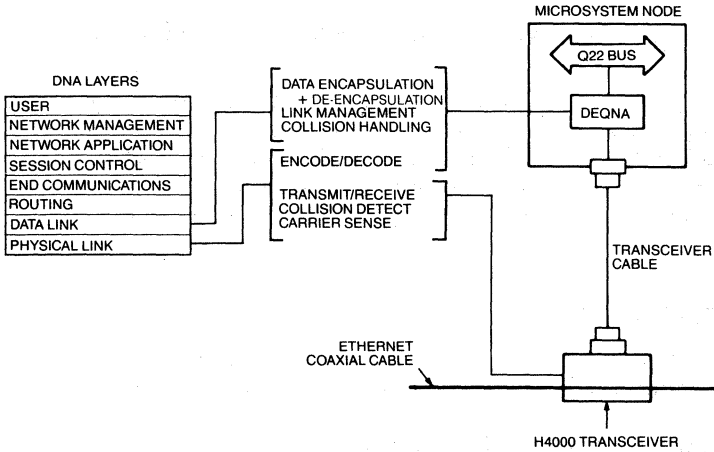 MICROSYSTEM NODE
Q22 BUS
DEQNA
DNA LAYERS
USER
NETWORK MANAGEMENT
NETWORK APPLICATION
SESSION CONTROL
END COMMUNICATIONS
ROUTING
DATA LINK
PHYSICAL LINK
DATA ENCAPSULATION
+ DE-ENCAPSULATION
LINK MANAGEMENT
COLLISION HANDLING
ENCODE/DECODE
TRANSMIT/RECEIVE
COLLISION DETECT
CARRIER SENSE
TRANSCEIVER
CABLE
ETHERNET
COAXIAL CABLE
H4000 TRANSCEIVER